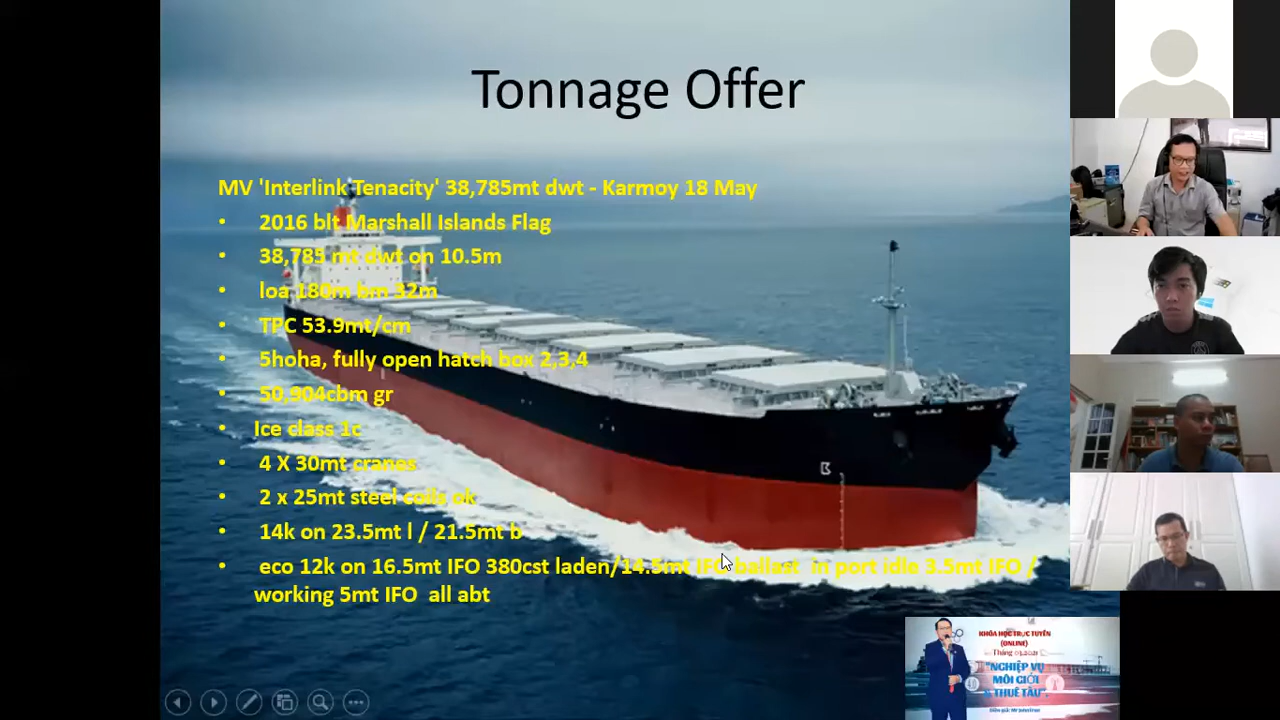 Tonnage Offer
MV 'Interlink Tenacity' 38,785mt dwt - Karmoy 18 May
• 2016 blt Marshall Islands Flag
• 38,785 mt dwt on 10.5m
• loa 180m bm 32m
• TPC 53.9mt/cm
• 5hoha, fully open hatch box 2,3,4
• 50,904cbm gr
• Ice class 1c
• 4 X 30mt cranes
• 2 x 25mt steel coils ok
• 14k on 23.5mt l / 21.5mt b
• eco 12k on 16.5mt IFO 380cst laden/14.5mt IFO ballast in port idle 3.5mt IFO /
working 5mt IFO all abt
KHÓA HỌC TRỰC TUYẾN
(ONLINE)
"NGHIỆP VỤ
MÔI GIỚI
& THUÊ TÀU".